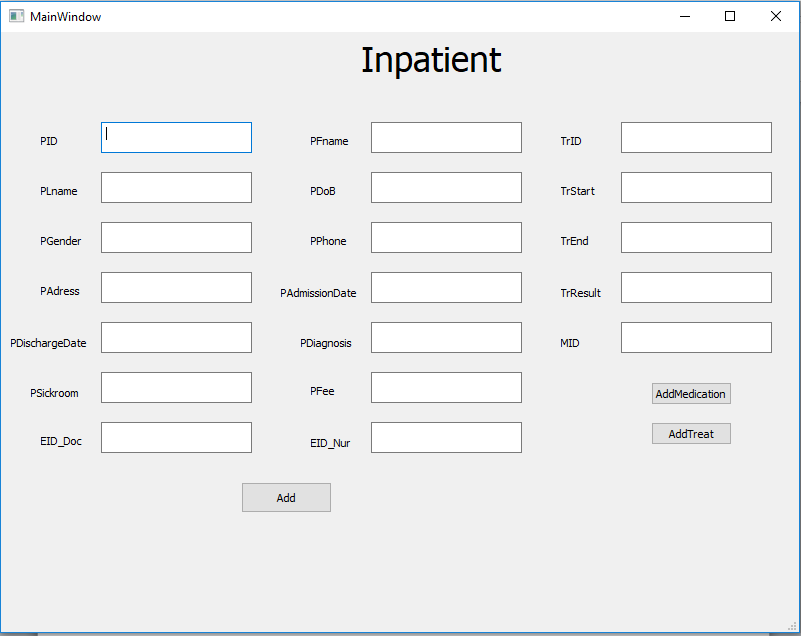 MainWindow
Inpatient
PID PFname TrID
PLname PDoB TrStart
PGender PPhone TrEnd
PAdress PAdmissionDate TrResult
PDischargeDate PDiagnosis MID
PSickroom PFee AddMedication
EID_Doc EID_Nur AddTreat
Add